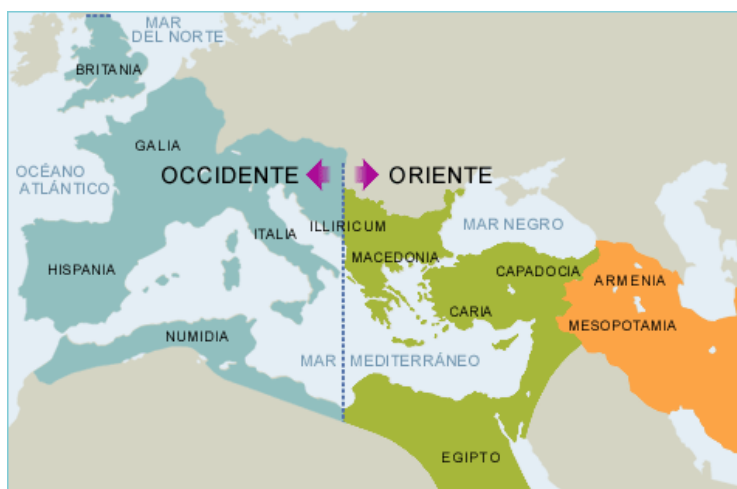 MAR
DEL NORTE
BRITANIA
GALIA
OCÉANO
ATLÁNTICO
OCCIDENTE
ORIENTE
ILLIRICUM
MAR NEGRO
ITALIA
MACEDONIA
HISPANIA
CAPADOCIA
ARMENIA
CARIA
MESOPOTAMIA
NUMIDIA
MAR MEDITERRÁNEO
EGIPTO